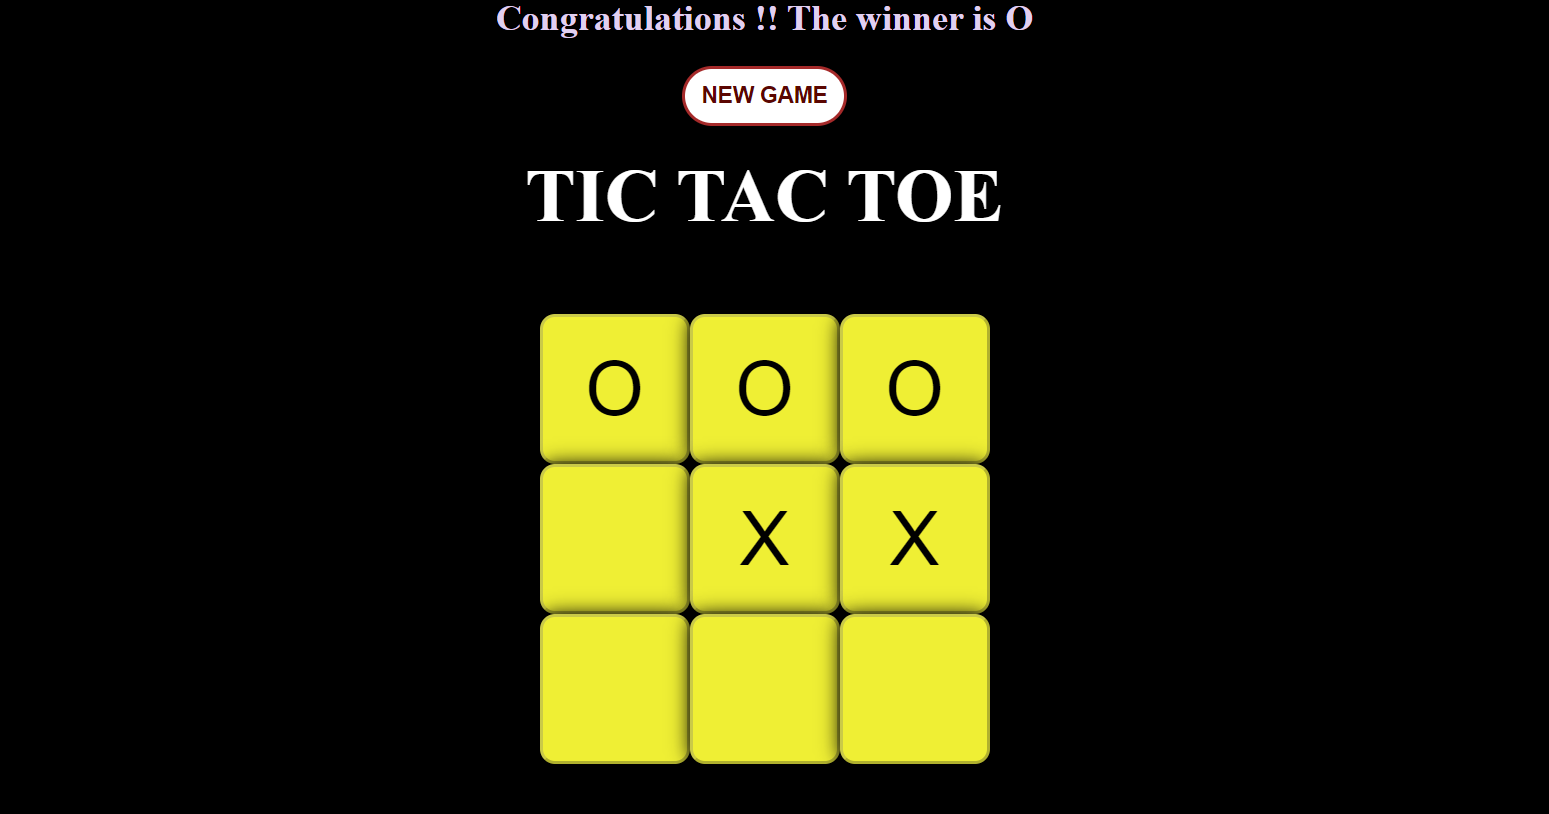 Congratulations !! The winner is O
NEW GAME
TIC TAC TOE
O O O
X X